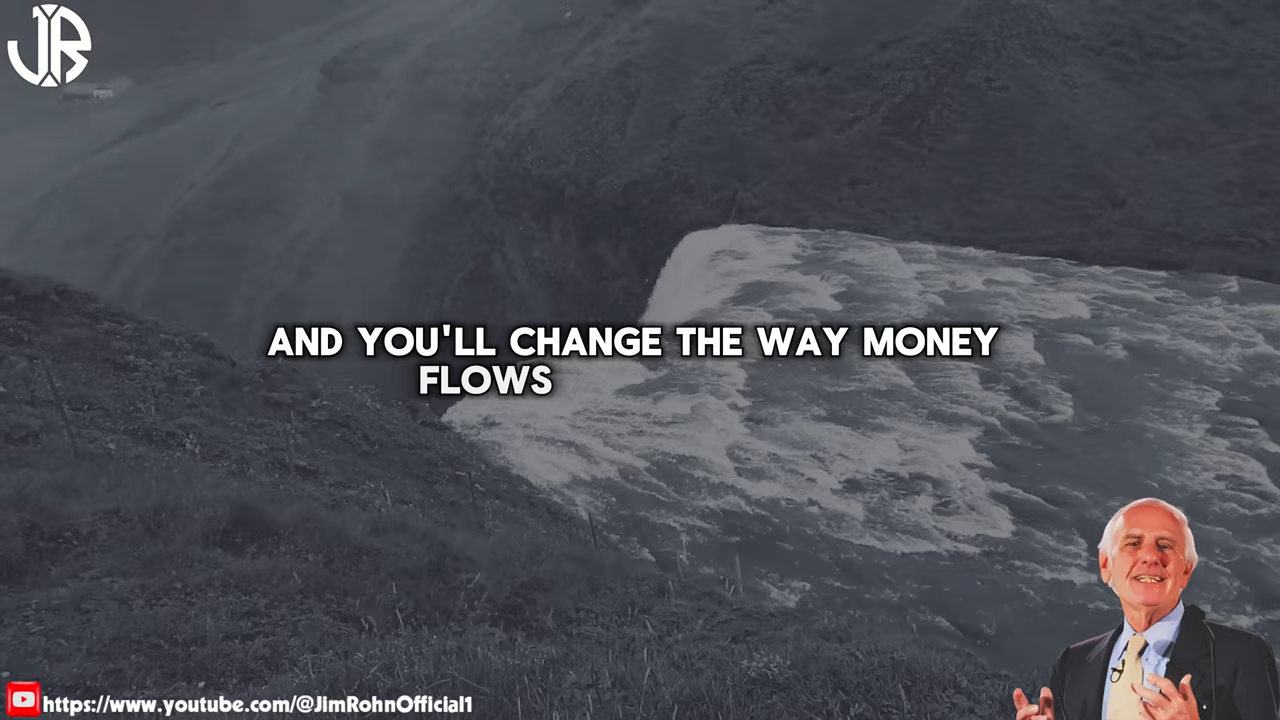 JR
AND YOU'LL CHANGE THE WAY MONEY
FLOWS
https://www.youtube.com/@JimRohnOfficial1